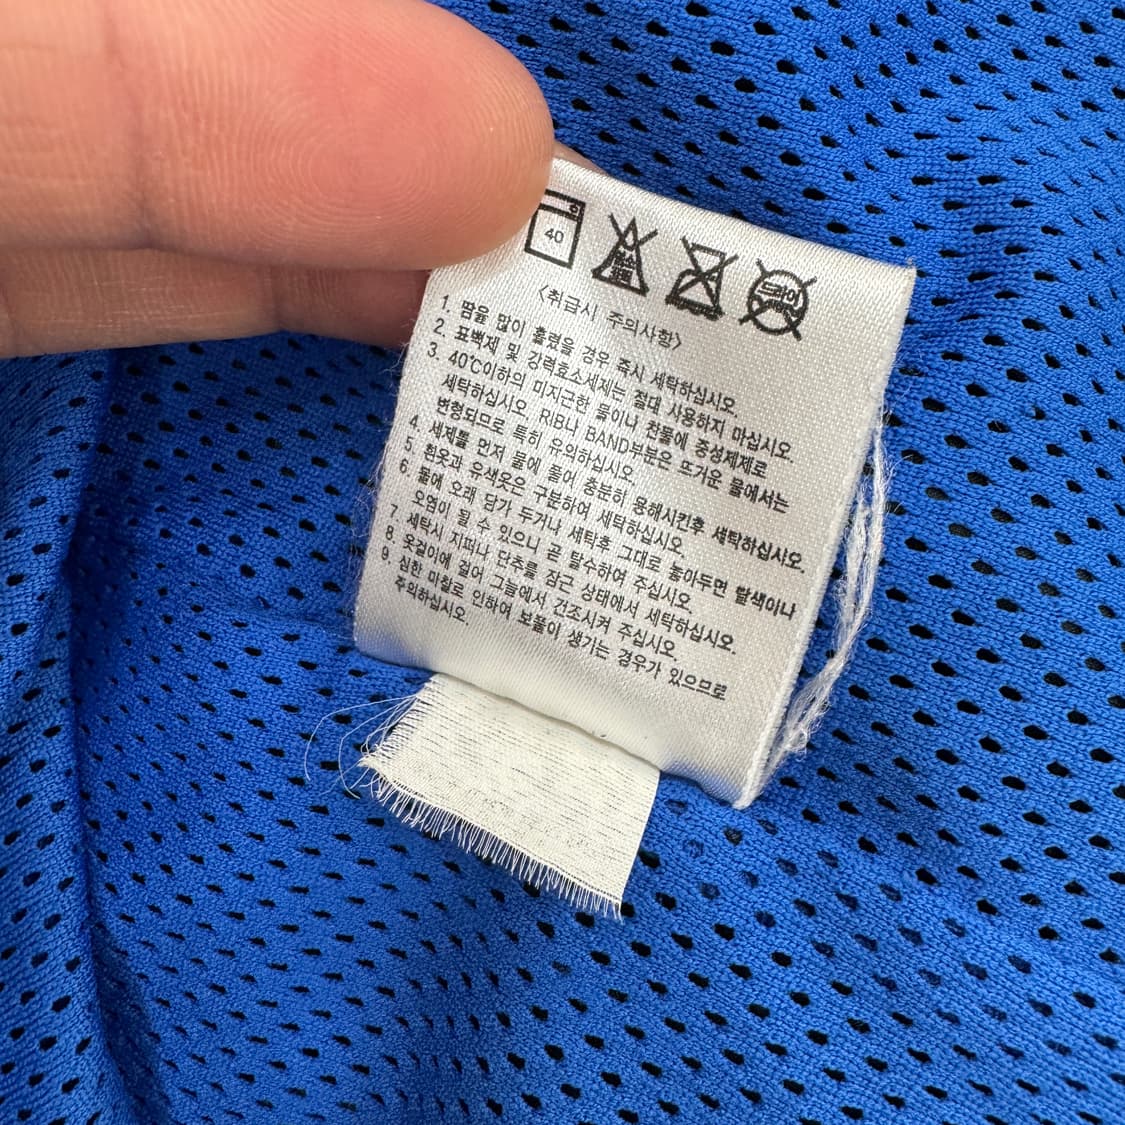 40
염소
표백
드라이
〈취급시 주의사항〉
1. 땀을 많이 흘렸을 경우 즉시 세탁하십시오.
2. 표백제 및 강력효소세제는 절대 사용하지 마십시오.
3. 40℃이하의 미지근한 물이나 찬물에 중성제제로
세탁하십시오. RIB나 BAND부분은 뜨거운 물에서는
변형되므로 특히 유의하십시오.
4. 세제를 먼저 물에 풀어 충분히 용해시킨후 세탁하십시오.
5. 흰옷과 유색옷은 구분하여 세탁하십시오
6. 물에 오래 담가 두거나 세탁후 그대로 놓아두면 탈색이나
오염이 될 수 있으니 곧 탈수하여 주십시오.
7. 세탁시 지퍼나 단추를 잠근 상태에서 세탁하십시오.
8. 옷걸이에 걸어 그늘에서 건조시켜 주십시오.
9. 심한 마찰로 인하여 보풀이 생기는 경우가 있으므로
주의하십시오.